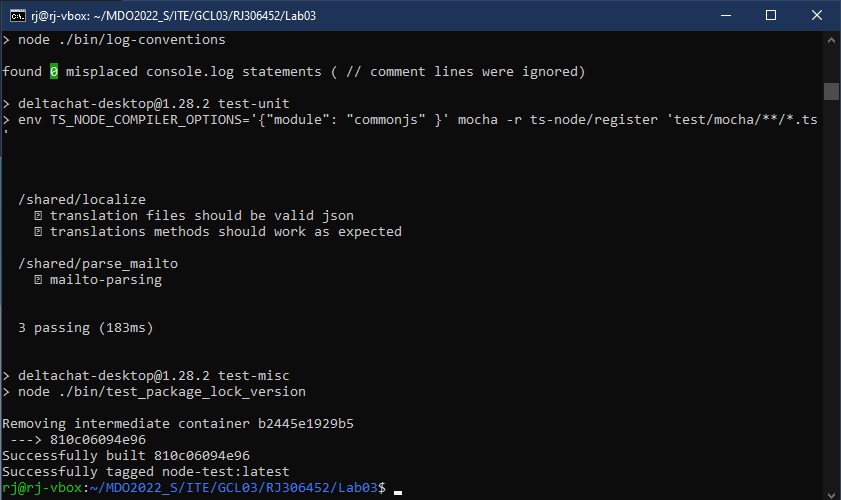 rj@rj-vbox: ~/MDO2022_S/ITE/GCL03/RJ306452/Lab03
> node ./bin/log-conventions
found 0 misplaced console.log statements ( // comment lines were ignored)
> deltachat-desktop@1.28.2 test-unit
> env TS_NODE_COMPILER_OPTIONS='{"module": "commonjs" }' mocha -r ts-node/register 'test/mocha/**/*.ts
'
/shared/localize
translation files should be valid json
translations methods should work as expected
/shared/parse_mailto
mailto-parsing
3 passing (183ms)
> deltachat-desktop@1.28.2 test-misc
> node ./bin/test_package_lock_version
Removing intermediate container b2445e1929b5
---> 810c06094e96
Successfully built 810c06094e96
Successfully tagged node-test:latest
rj@rj-vbox:~/MDO2022_S/ITE/GCL03/RJ306452/Lab03$